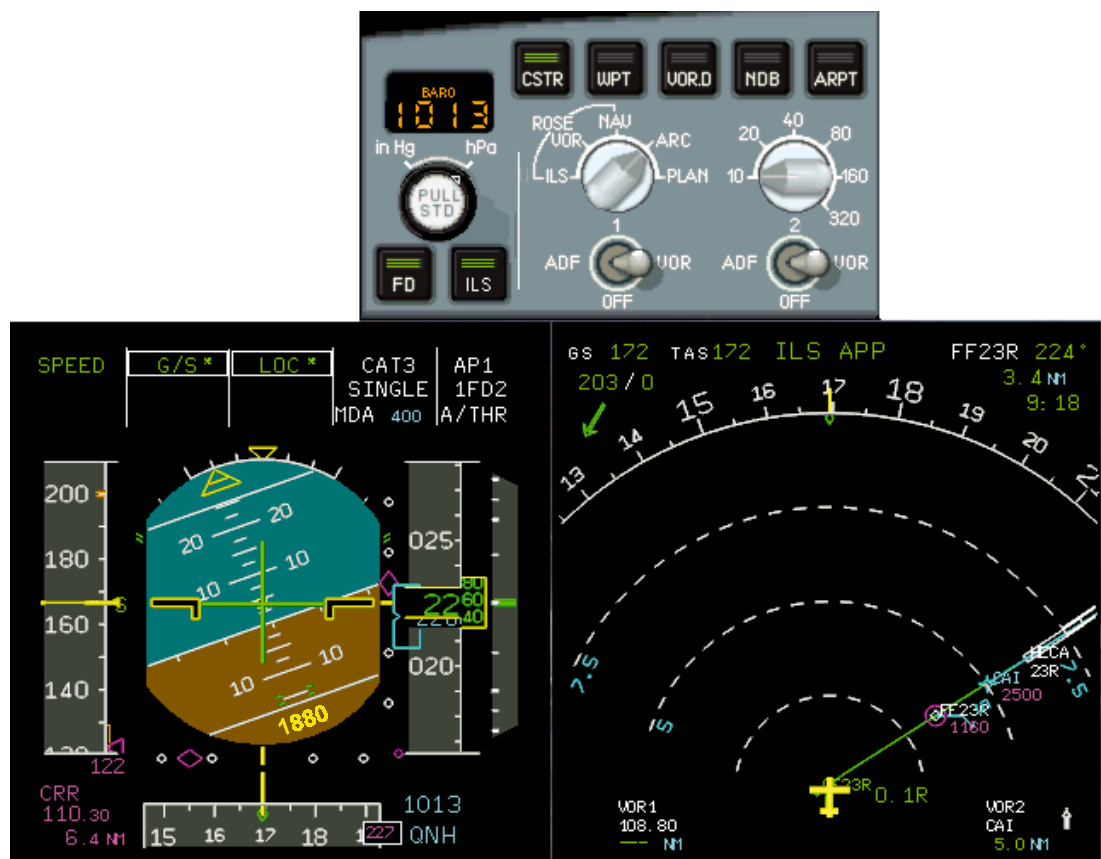 CSTR WPT VOR.D NDB ARPT
BARO
1013
in Hg hPa
PULL
STD
FD ILS
ROSE
ILS VOR NAV ARC PLAN
10 20 40 80 160 320
1 2
ADF VOR ADF VOR
OFF OFF
SPEED G/S * LOC * CAT3 AP1
SINGLE 1FD2
MDA 400 A/THR
200
180
160
140
120
122
20 20
10 10
10 10
1880
S
025
22 80
60
40
020
CRR
110.30
6.4 NM
15 16 17 18
227
1013
QNH
GS 172 TAS172 ILS APP FF23R 224°
203 / 0 3.4 NM
9:18
13 14 15 16 17 18 19 20
7.5 5 7.5
HECA
23R
CAI
2500
FF23R
1160
0.1R
VOR1
108.80
--- NM
VOR2
CAI
5.0 NM